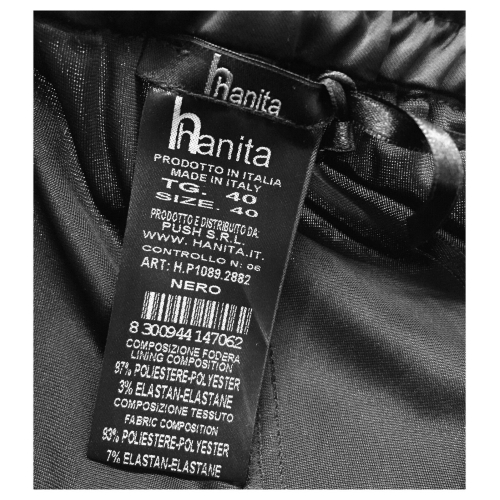 hanita
hanita
PRODOTTO IN ITALIA
MADE IN ITALY
TG. 40
SIZE. 40
PRODOTTO E DISTRIBUITO DA:
PUSH S.R.L.
WWW. HANITA.IT.
CONTROLLO N: 06
ART: H.P1089.2882
NERO
8 300944 147062
COMPOSIZIONE FODERA
LINING COMPOSITION
97% POLIESTERE-POLYESTER
3% ELASTAN-ELASTANE
COMPOSIZIONE TESSUTO
FABRIC COMPOSITION
93% POLIESTERE-POLYESTER
7% ELASTAN-ELASTANE